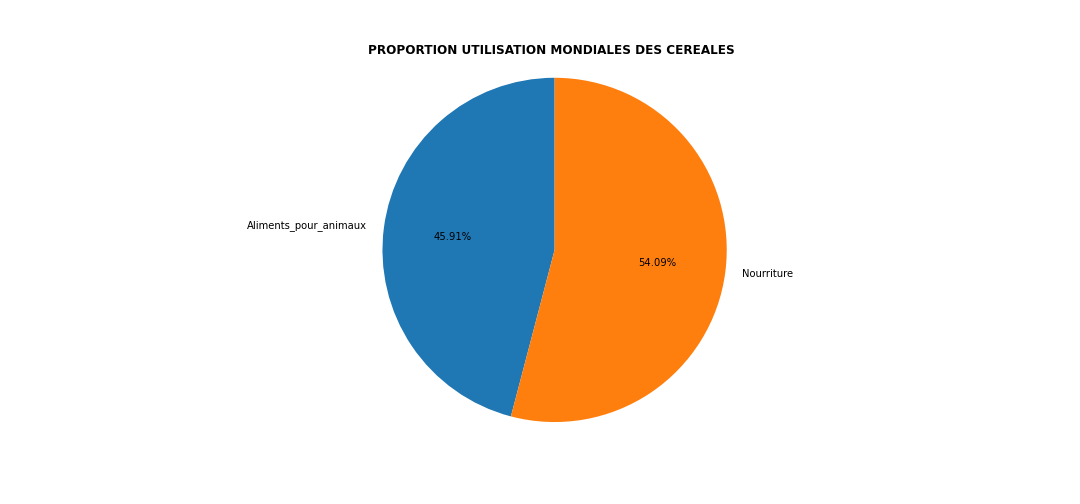 PROPORTION UTILISATION MONDIALES DES CEREALES
Aliments_pour_animaux
45.91%
54.09%
Nourriture